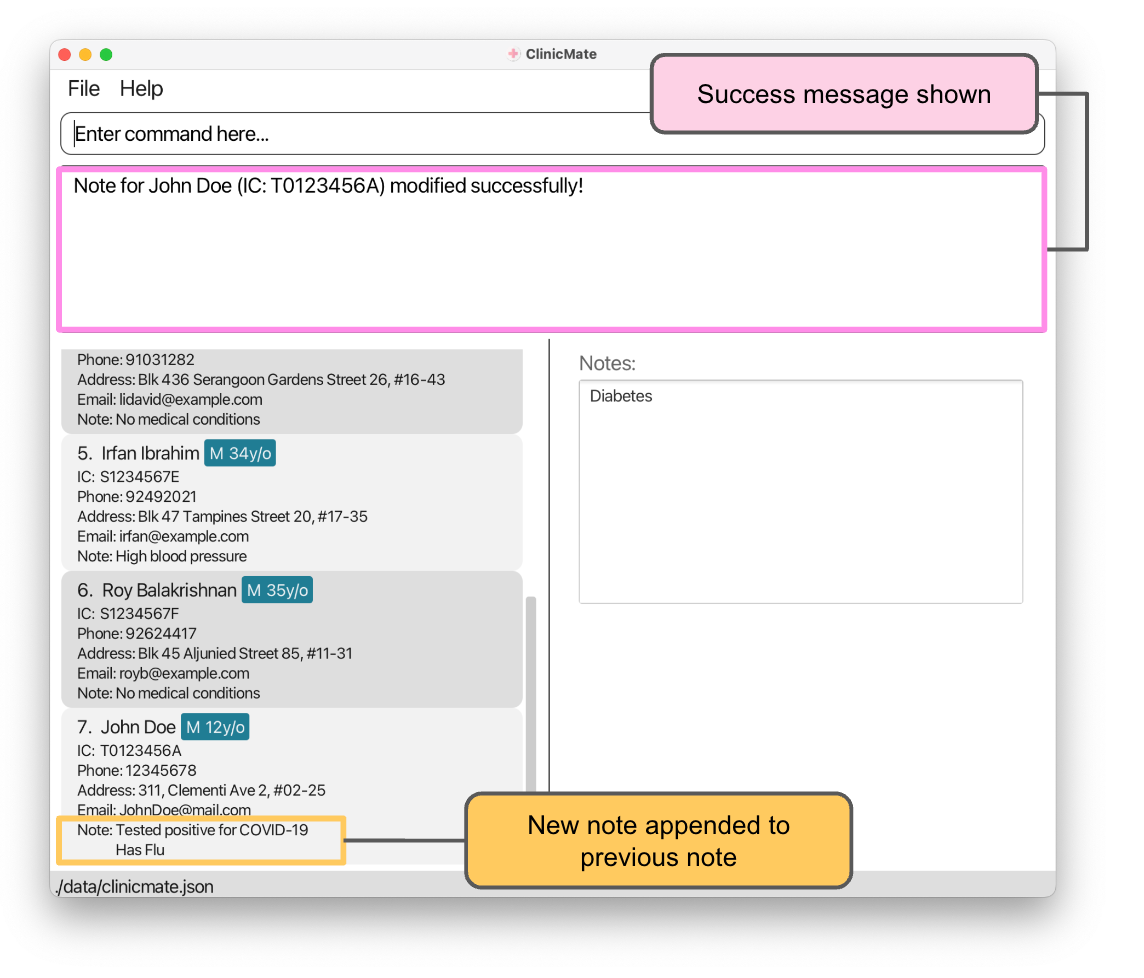 ClinicMate
Success message shown
File Help
Enter command here...
Note for John Doe (IC: T0123456A) modified successfully!
Phone: 91031282
Address: Blk 436 Serangoon Gardens Street 26, #16-43
Email: lidavid@example.com
Note: No medical conditions
5. Irfan Ibrahim M 34y/o
IC: S1234567E
Phone: 92492021
Address: Blk 47 Tampines Street 20, #17-35
Email: irfan@example.com
Note: High blood pressure
6. Roy Balakrishnan M 35y/o
IC: S1234567F
Phone: 92624417
Address: Blk 45 Aljunied Street 85, #11-31
Email: royb@example.com
Note: No medical conditions
7. John Doe M 12y/o
IC: T0123456A
Phone: 12345678
Address: 311, Clementi Ave 2, #02-25
Email: JohnDoe@mail.com
Note: Tested positive for COVID-19
Has Flu
Notes:
Diabetes
New note appended to
previous note
./data/clinicmate.json